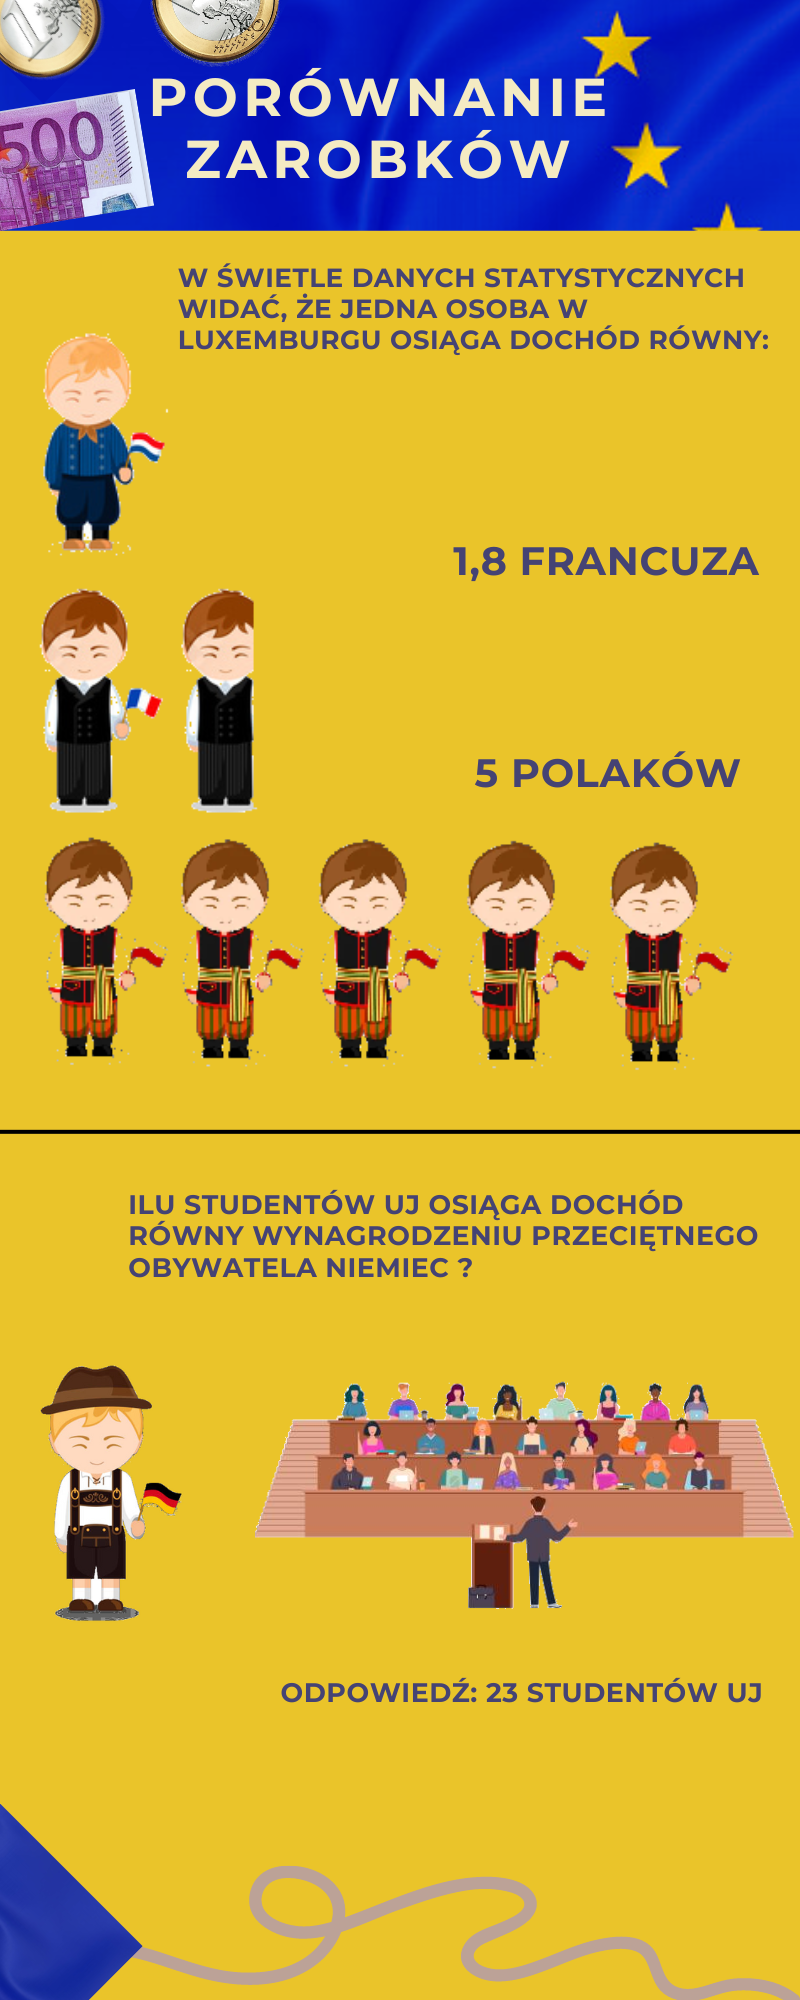 500
PORÓWNANIE
ZAROBKÓW
W ŚWIETLE DANYCH STATYSTYCZNYCH
WIDAĆ, ŻE JEDNA OSOBA W
LUXEMBURGU OSIĄGA DOCHÓD RÓWNY:
1,8 FRANCUZA
5 POLAKÓW
ILU STUDENTÓW UJ OSIĄGA DOCHÓD
RÓWNY WYNAGRODZENIU PRZECIĘTNEGO
OBYWATELA NIEMIEC ?
ODPOWIEDŹ: 23 STUDENTÓW UJ